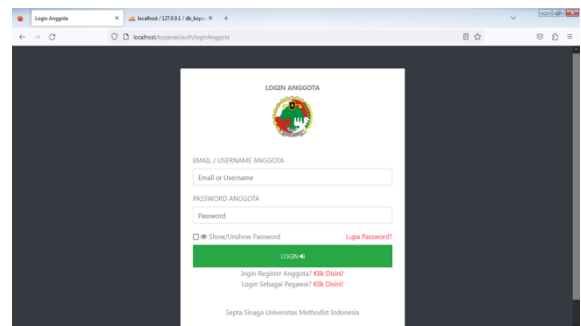 Login Anggota
localhost / 127.0.0.1 / db_koper
localhost/koperasi/auth/loginAnggota
LOGIN ANGGOTA
EMAIL / USERNAME ANGGOTA
Email or Username
PASSWORD ANGGOTA
Password
Show/Unshow Password Lupa Password?
LOGIN
Ingin Register Anggota? Klik Disini!
Login Sebagai Pegawai? Klik Disini!
Septa Sinaga Universitas Methodist Indonesia